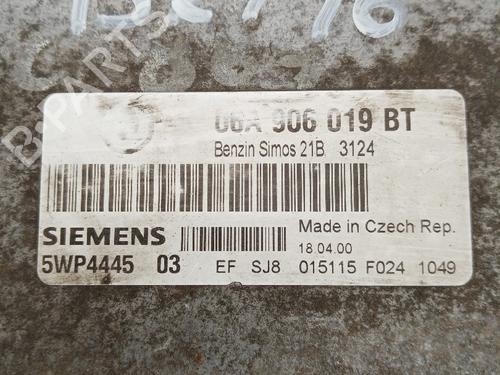 06A 906 019 BT
Benzin Simos 21B 3124
SIEMENS
Made in Czech Rep.
18.04.00
5WP4445 03 EF SJ8 015115 F024 1049